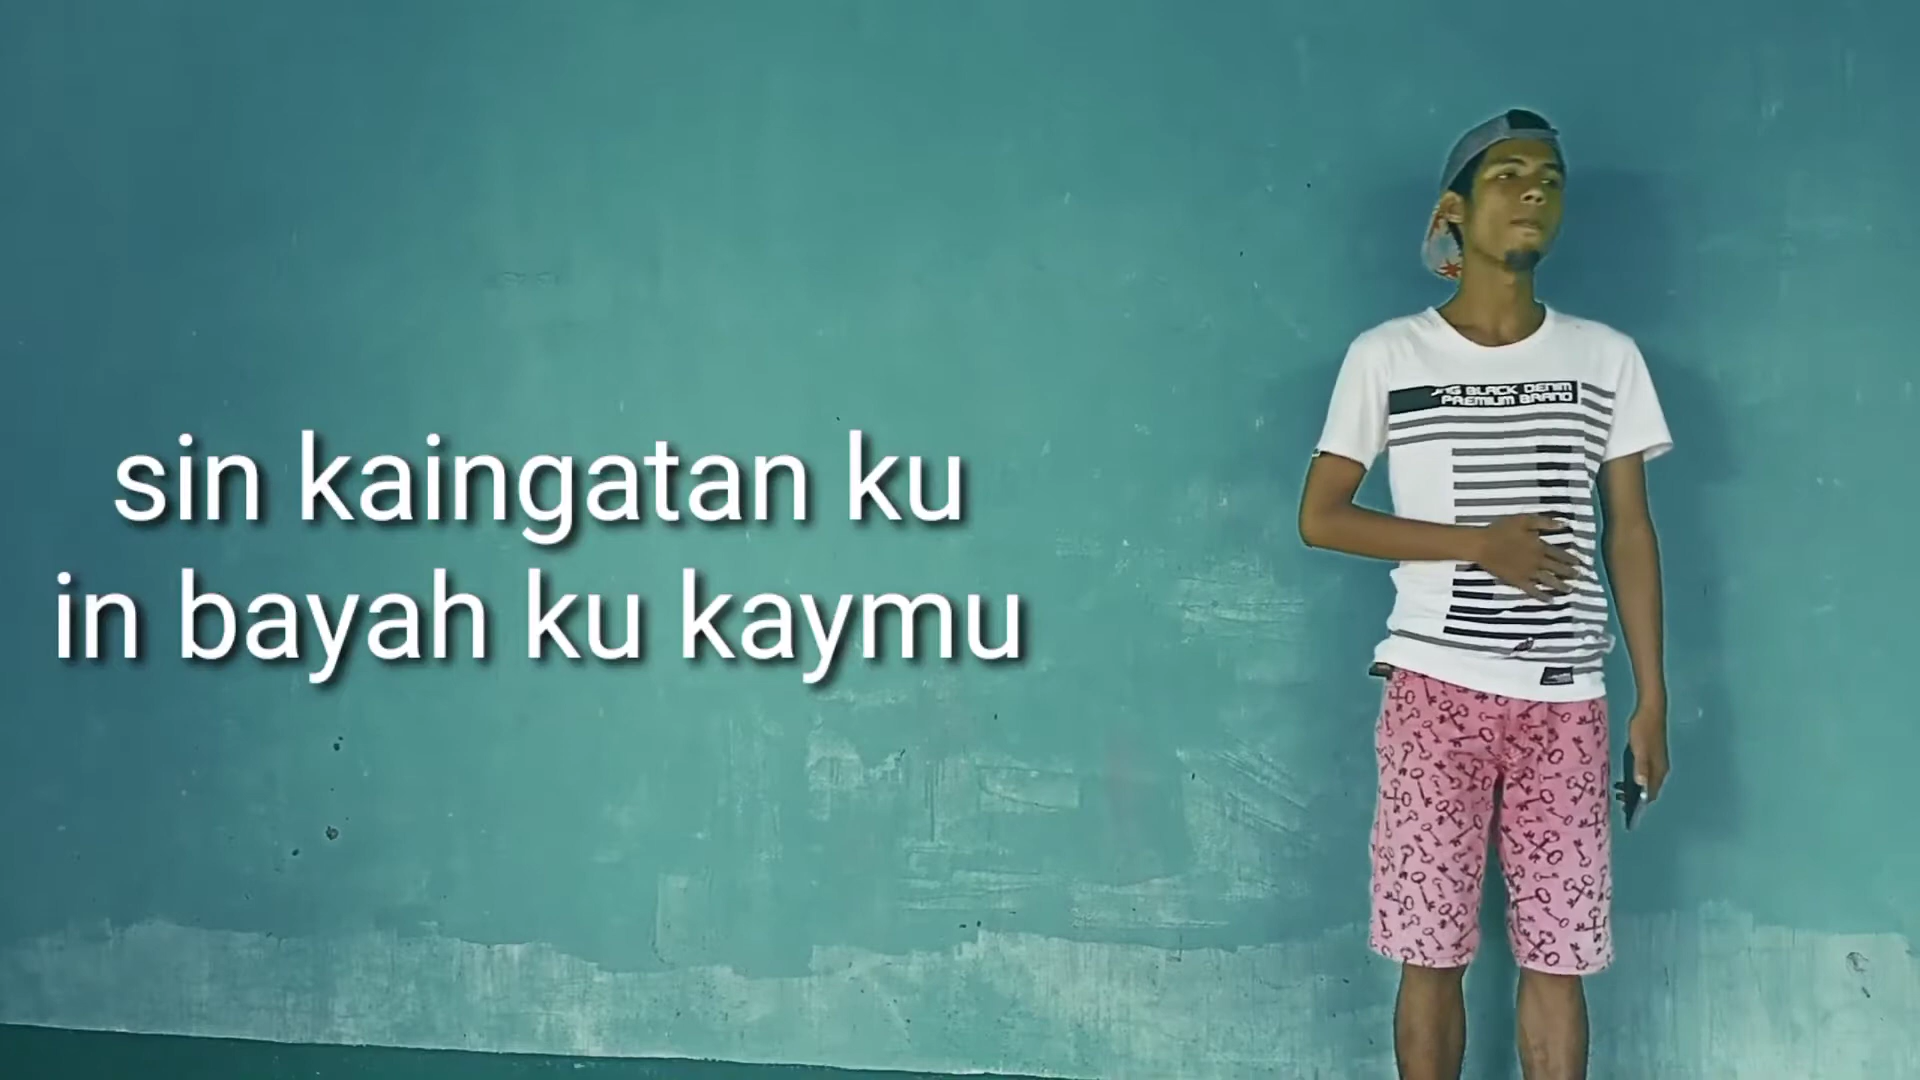 sin kaingatan ku
in bayah ku kaymu
BLACK DENIM
PREMIUM BRAND